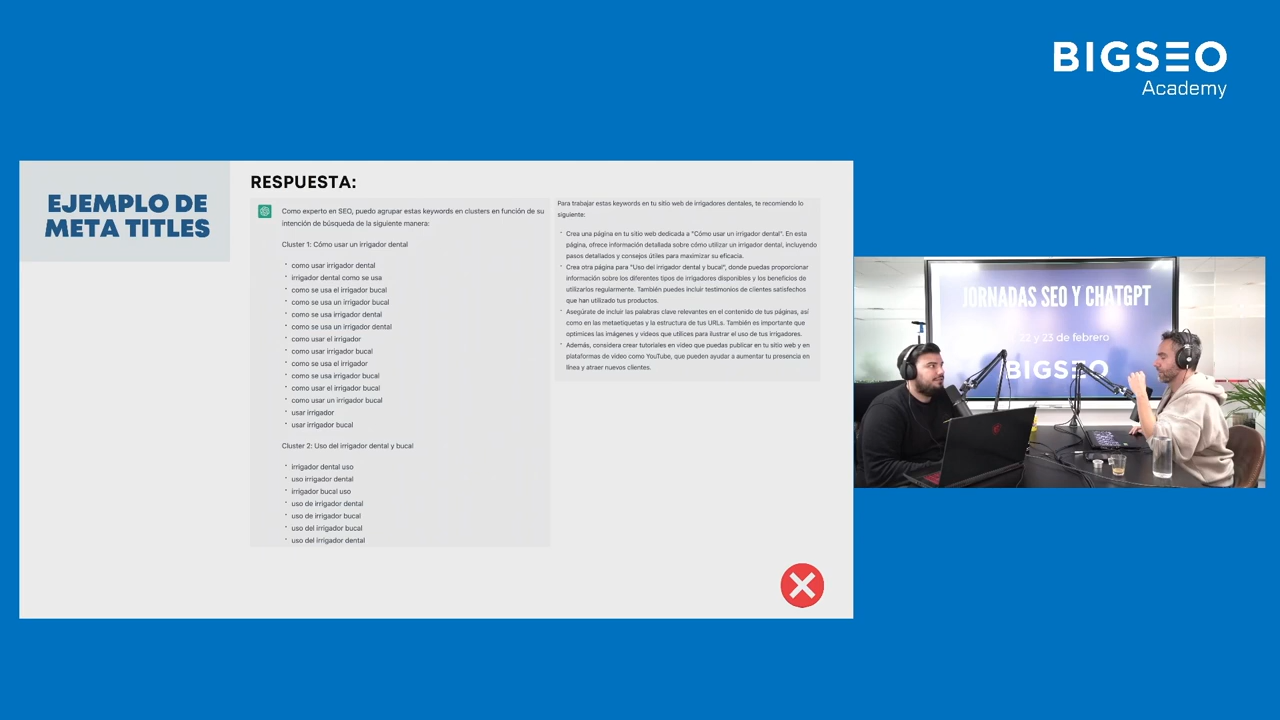 BIGSEO
Academy
EJEMPLO DE
META TITLES
RESPUESTA:
Como experto en SEO, puedo agrupar estas keywords en clusters en función de su
intención de búsqueda de la siguiente manera:
Cluster 1: Cómo usar un irrigador dental
• como usar irrigador dental
• irrigador dental como se usa
• como se usa el irrigador bucal
• como se usa un irrigador bucal
• como se usa irrigador dental
• como se usa un irrigador dental
• como usar el irrigador
• como usar irrigador bucal
• como se usa el irrigador
• como se usa irrigador bucal
• como usar el irrigador bucal
• como usar un irrigador bucal
• usar irrigador
• usar irrigador bucal
Cluster 2: Uso del irrigador dental y bucal
• irrigador dental uso
• uso irrigador dental
• irrigador bucal uso
• uso de irrigador dental
• uso de irrigador bucal
• uso del irrigador bucal
• uso del irrigador dental
Para trabajar estas keywords en tu sitio web de irrigadores dentales, te recomiendo lo
siguiente:
• Crea una página en tu sitio web dedicada a "Cómo usar un irrigador dental". En esta
página, ofrece información detallada sobre cómo utilizar un irrigador dental, incluyendo
pasos detallados y consejos útiles para maximizar su eficacia.
• Crea otra página para "Uso del irrigador dental y bucal", donde puedas proporcionar
información sobre los diferentes tipos de irrigadores disponibles y los beneficios de
utilizarlos regularmente. También puedes incluir testimonios de clientes satisfechos
que han utilizado tus productos.
• Asegúrate de incluir las palabras clave relevantes en el contenido de tus páginas, así
como en las metaetiquetas y la estructura de tus URLs. También es importante que
optimices las imágenes y videos que utilices para ilustrar el uso de tus irrigadores.
• Además, considera crear tutoriales en video que puedas publicar en tu sitio web y en
plataformas de video como YouTube, que pueden ayudar a aumentar tu presencia en
línea y atraer nuevos clientes.
JORNADAS SEO Y CHATGPT
22 y 23 de febrero
BIGSEO